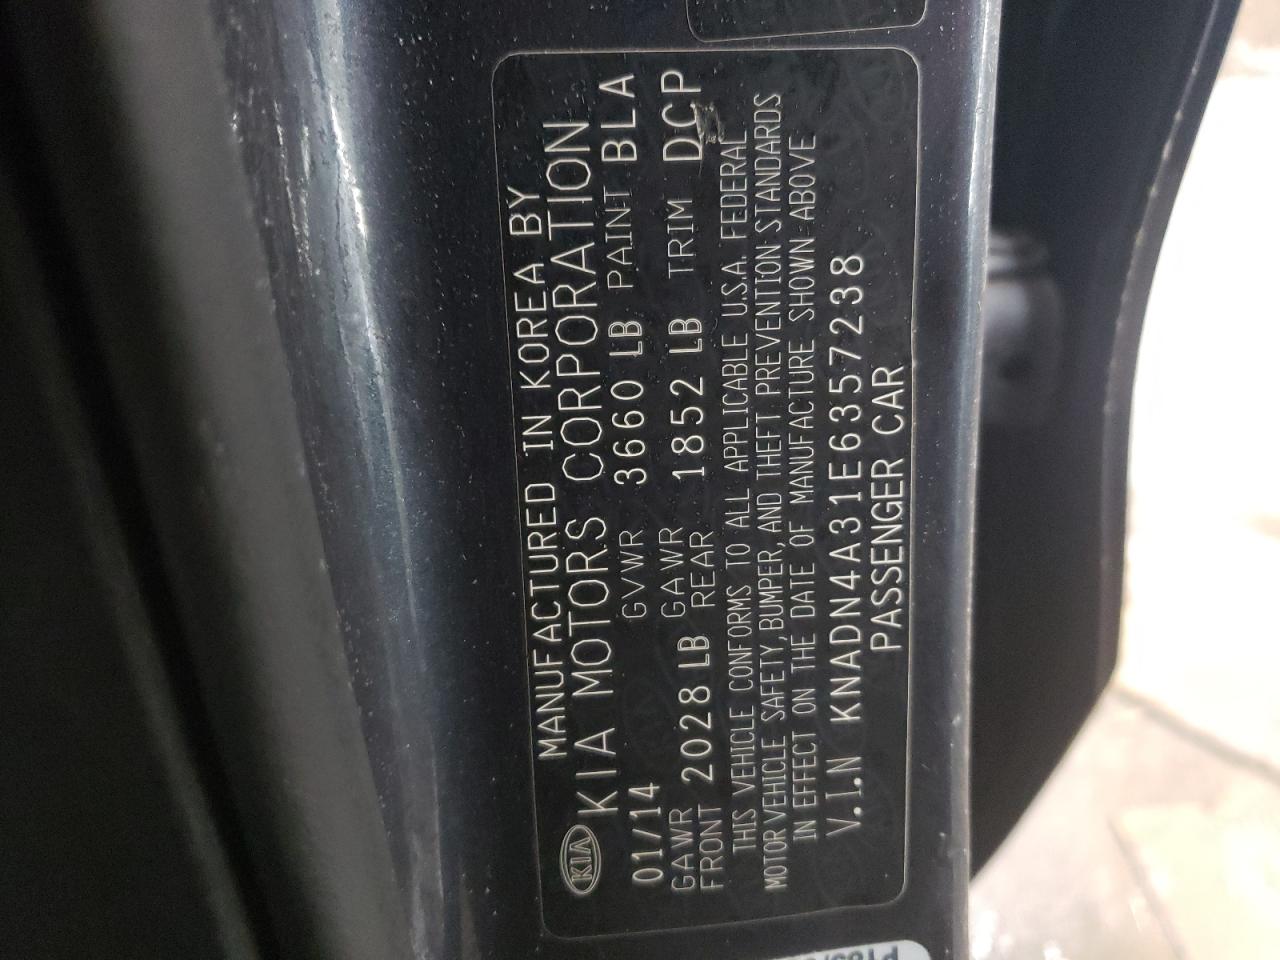 MANUFACTURED IN KOREA BY
KIA KIA MOTORS CORPORATION
01/14 GVWR 3660 LB PAINT BLA
GAWR FRONT 2028 LB GAWR REAR 1852 LB TRIM DCP
THIS VEHICLE CONFORMS TO ALL APPLICABLE U.S.A. FEDERAL
MOTOR VEHICLE SAFETY, BUMPER, AND THEFT PREVENTION STANDARDS
IN EFFECT ON THE DATE OF MANUFACTURE SHOWN ABOVE
V.I.N KNADN4A31E6357238
PASSENGER CAR